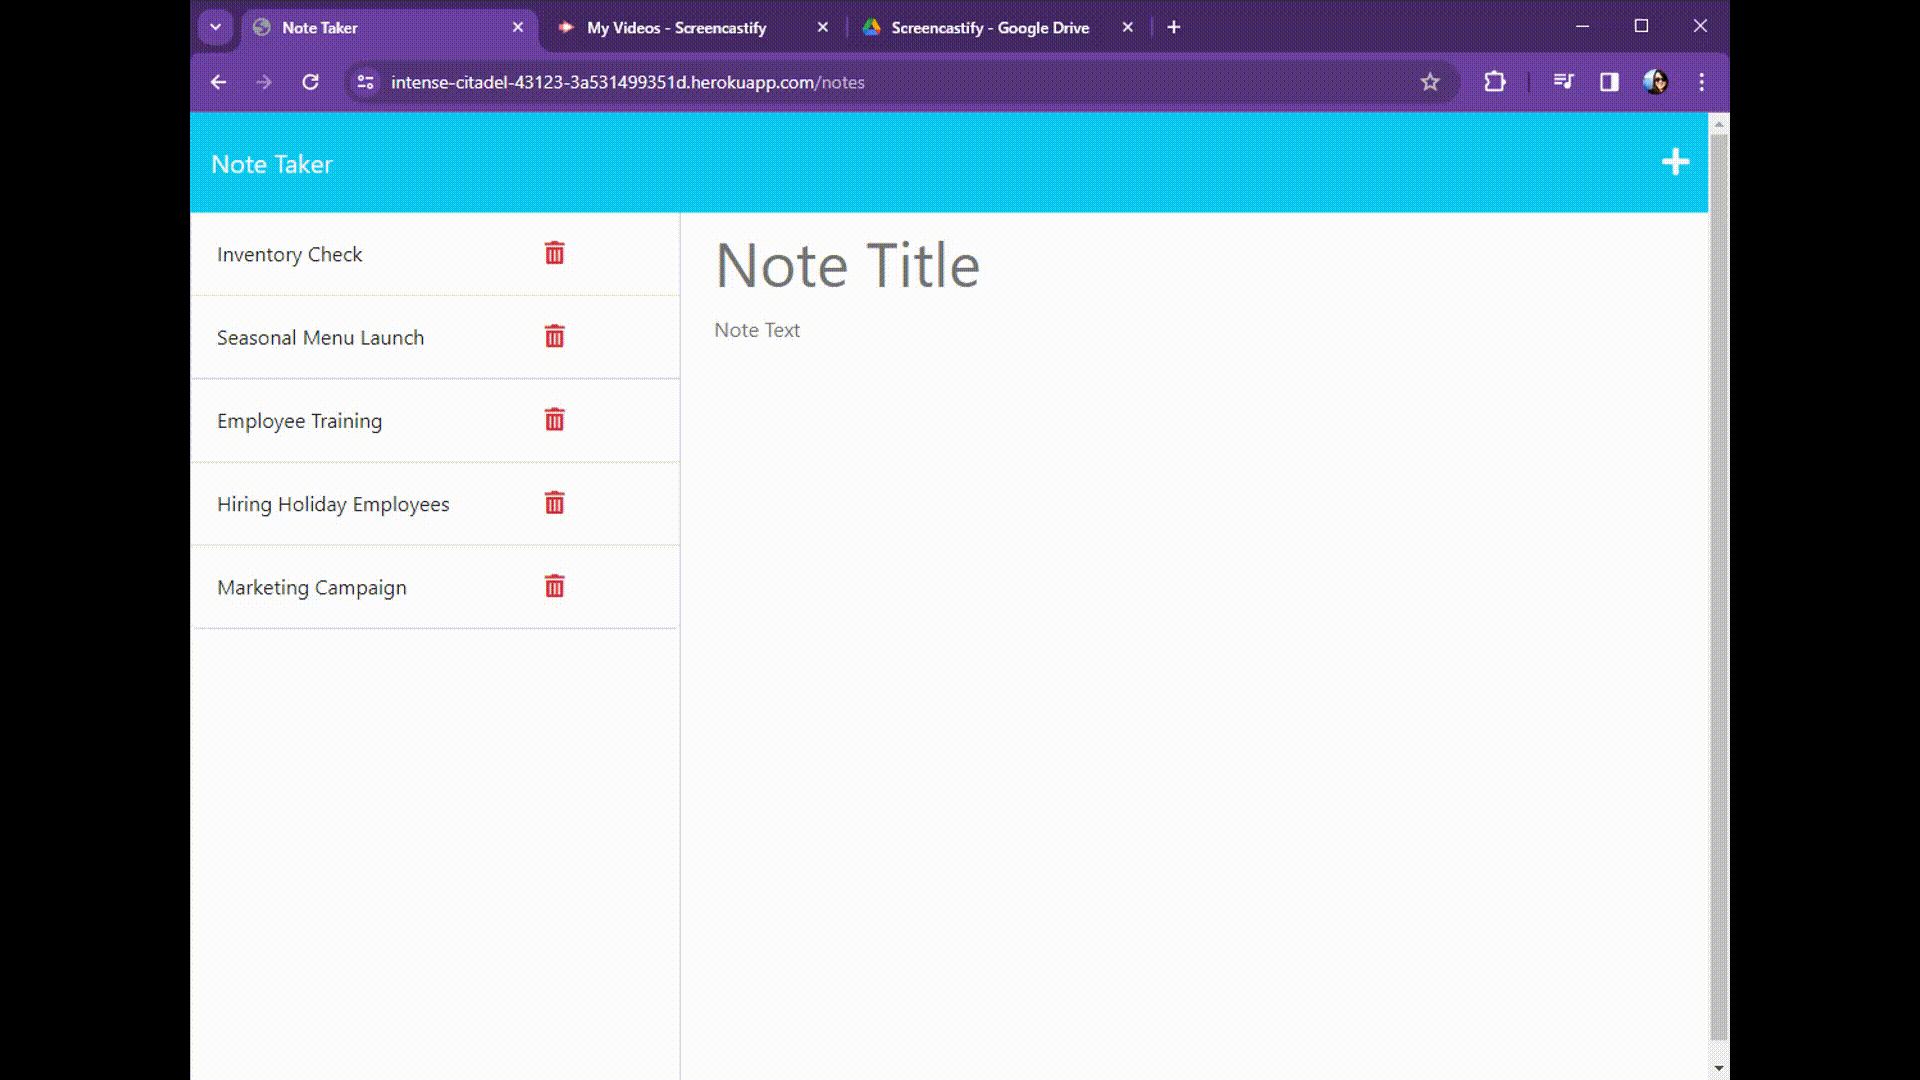 Note Taker
My Videos - Screencastify
Screencastify - Google Drive
intense-citadel-43123-3a531499351d.herokuapp.com/notes
Note Taker
Inventory Check
Seasonal Menu Launch
Employee Training
Hiring Holiday Employees
Marketing Campaign
Note Title
Note Text